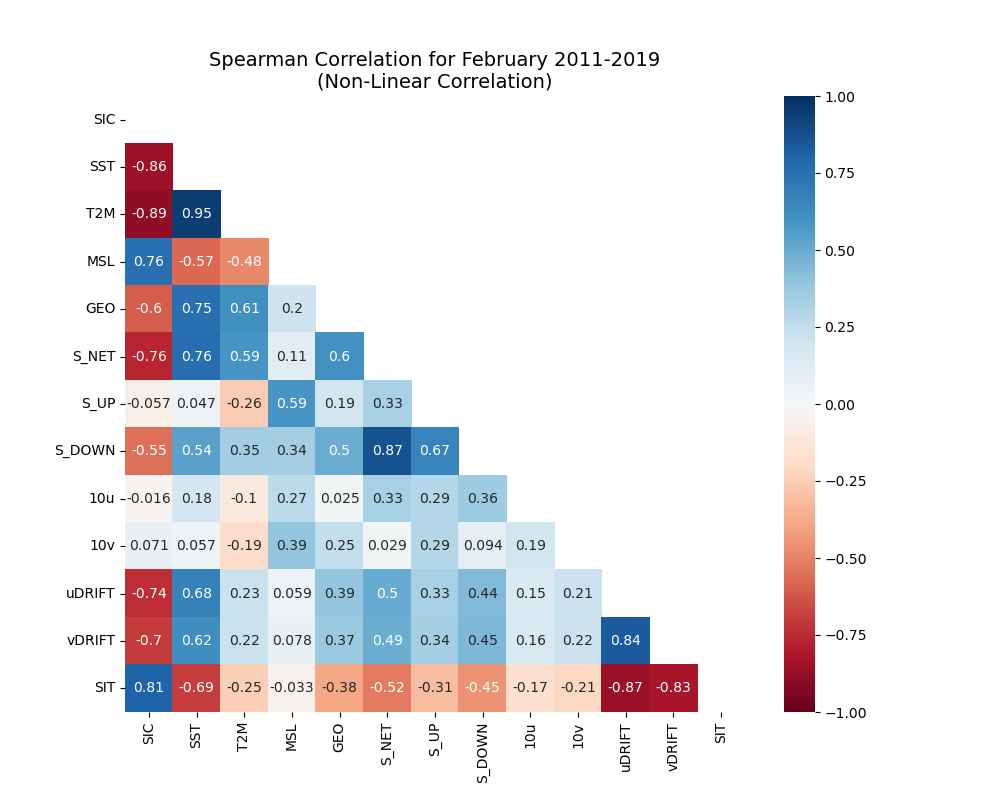 Spearman Correlation for February 2011-2019
(Non-Linear Correlation)
1.00
SIC
SST -0.86
T2M -0.89 0.95
0.75
MSL 0.76 -0.57 -0.48
0.50
GEO -0.6 0.75 0.61 0.2
0.25
S_NET -0.76 0.76 0.59 0.11 0.6
S_UP -0.057 0.047 -0.26 0.59 0.19 0.33
0.00
S_DOWN -0.55 0.54 0.35 0.34 0.5 0.87 0.67
−0.25
10u -0.016 0.18 -0.1 0.27 0.025 0.33 0.29 0.36
10v 0.071 0.057 -0.19 0.39 0.25 0.029 0.29 0.094 0.19
−0.50
uDRIFT -0.74 0.68 0.23 0.059 0.39 0.5 0.33 0.44 0.15 0.21
−0.75
vDRIFT -0.7 0.62 0.22 0.078 0.37 0.49 0.34 0.45 0.16 0.22 0.84
SIT 0.81 -0.69 -0.25 -0.033 -0.38 -0.52 -0.31 -0.45 -0.17 -0.21 -0.87 -0.83
−1.00
SIC SST T2M MSL GEO S_NET S_UP S_DOWN 10u 10v uDRIFT vDRIFT SIT